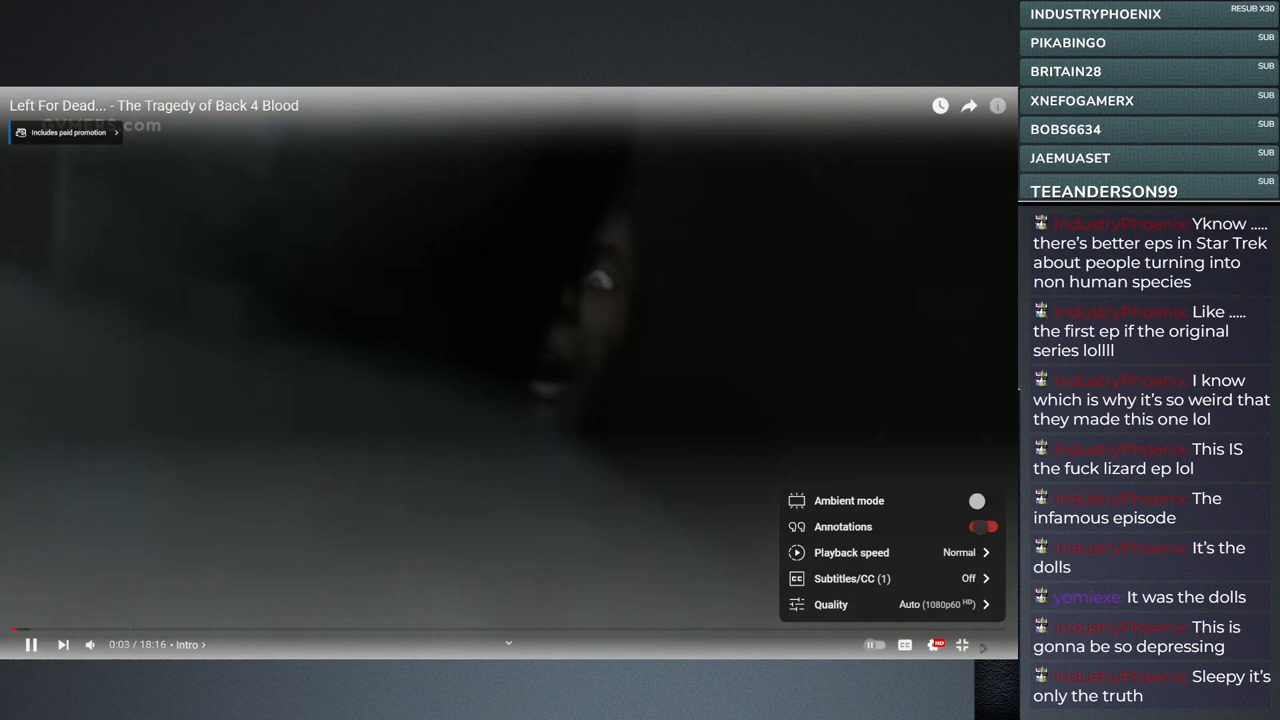 Left For Dead... - The Tragedy of Back 4 Blood
GYMERS.com
Includes paid promotion
Ambient mode
Annotations
Playback speed Normal
Subtitles/CC (1) Off
Quality Auto (1080p60 HD)
0:03 / 18:16 • Intro
CC
HD
INDUSTRYPHOENIX RESUB X30
PIKABINGO SUB
BRITAIN28 SUB
XNEFOGAMERX SUB
BOBS6634 SUB
JAEMUASET SUB
TEEANDERSON99 SUB
IndustryPhoenix: Yknow .....
there's better eps in Star Trek
about people turning into
non human species
IndustryPhoenix: Like .....
the first ep if the original
series lollll
IndustryPhoenix: I know
which is why it's so weird that
they made this one lol
IndustryPhoenix: This IS
the fuck lizard ep lol
IndustryPhoenix: The
infamous episode
IndustryPhoenix: It's the
dolls
yomiexe: It was the dolls
IndustryPhoenix: This is
gonna be so depressing
IndustryPhoenix: Sleepy it's
only the truth